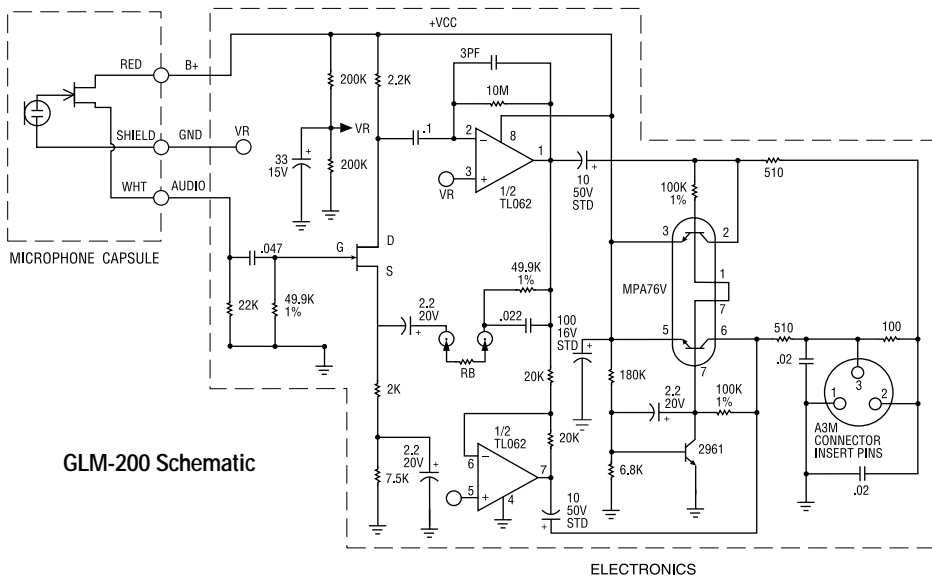 +VCC
3PF
RED
B+
200K
2.2K
10M
VR
SHIELD
GND
VR
.1
2
8
1
33
15V
200K
3
VR
1/2
TL062
10
50V
STD
100K
1%
510
WHT
AUDIO
3
2
MICROPHONE CAPSULE
.047
G
D
S
MPA76V
1
7
22K
49.9K
1%
2.2
20V
49.9K
1%
.022
100
16V
STD
5
6
510
100
RB
7
.02
3
2K
20K
180K
2.2
20V
100K
1%
1
2
A3M
CONNECTOR
INSERT PINS
GLM-200 Schematic
1/2
TL062
20K
2961
2.2
20V
6
7
7.5K
5
4
6.8K
.02
10
50V
STD
ELECTRONICS